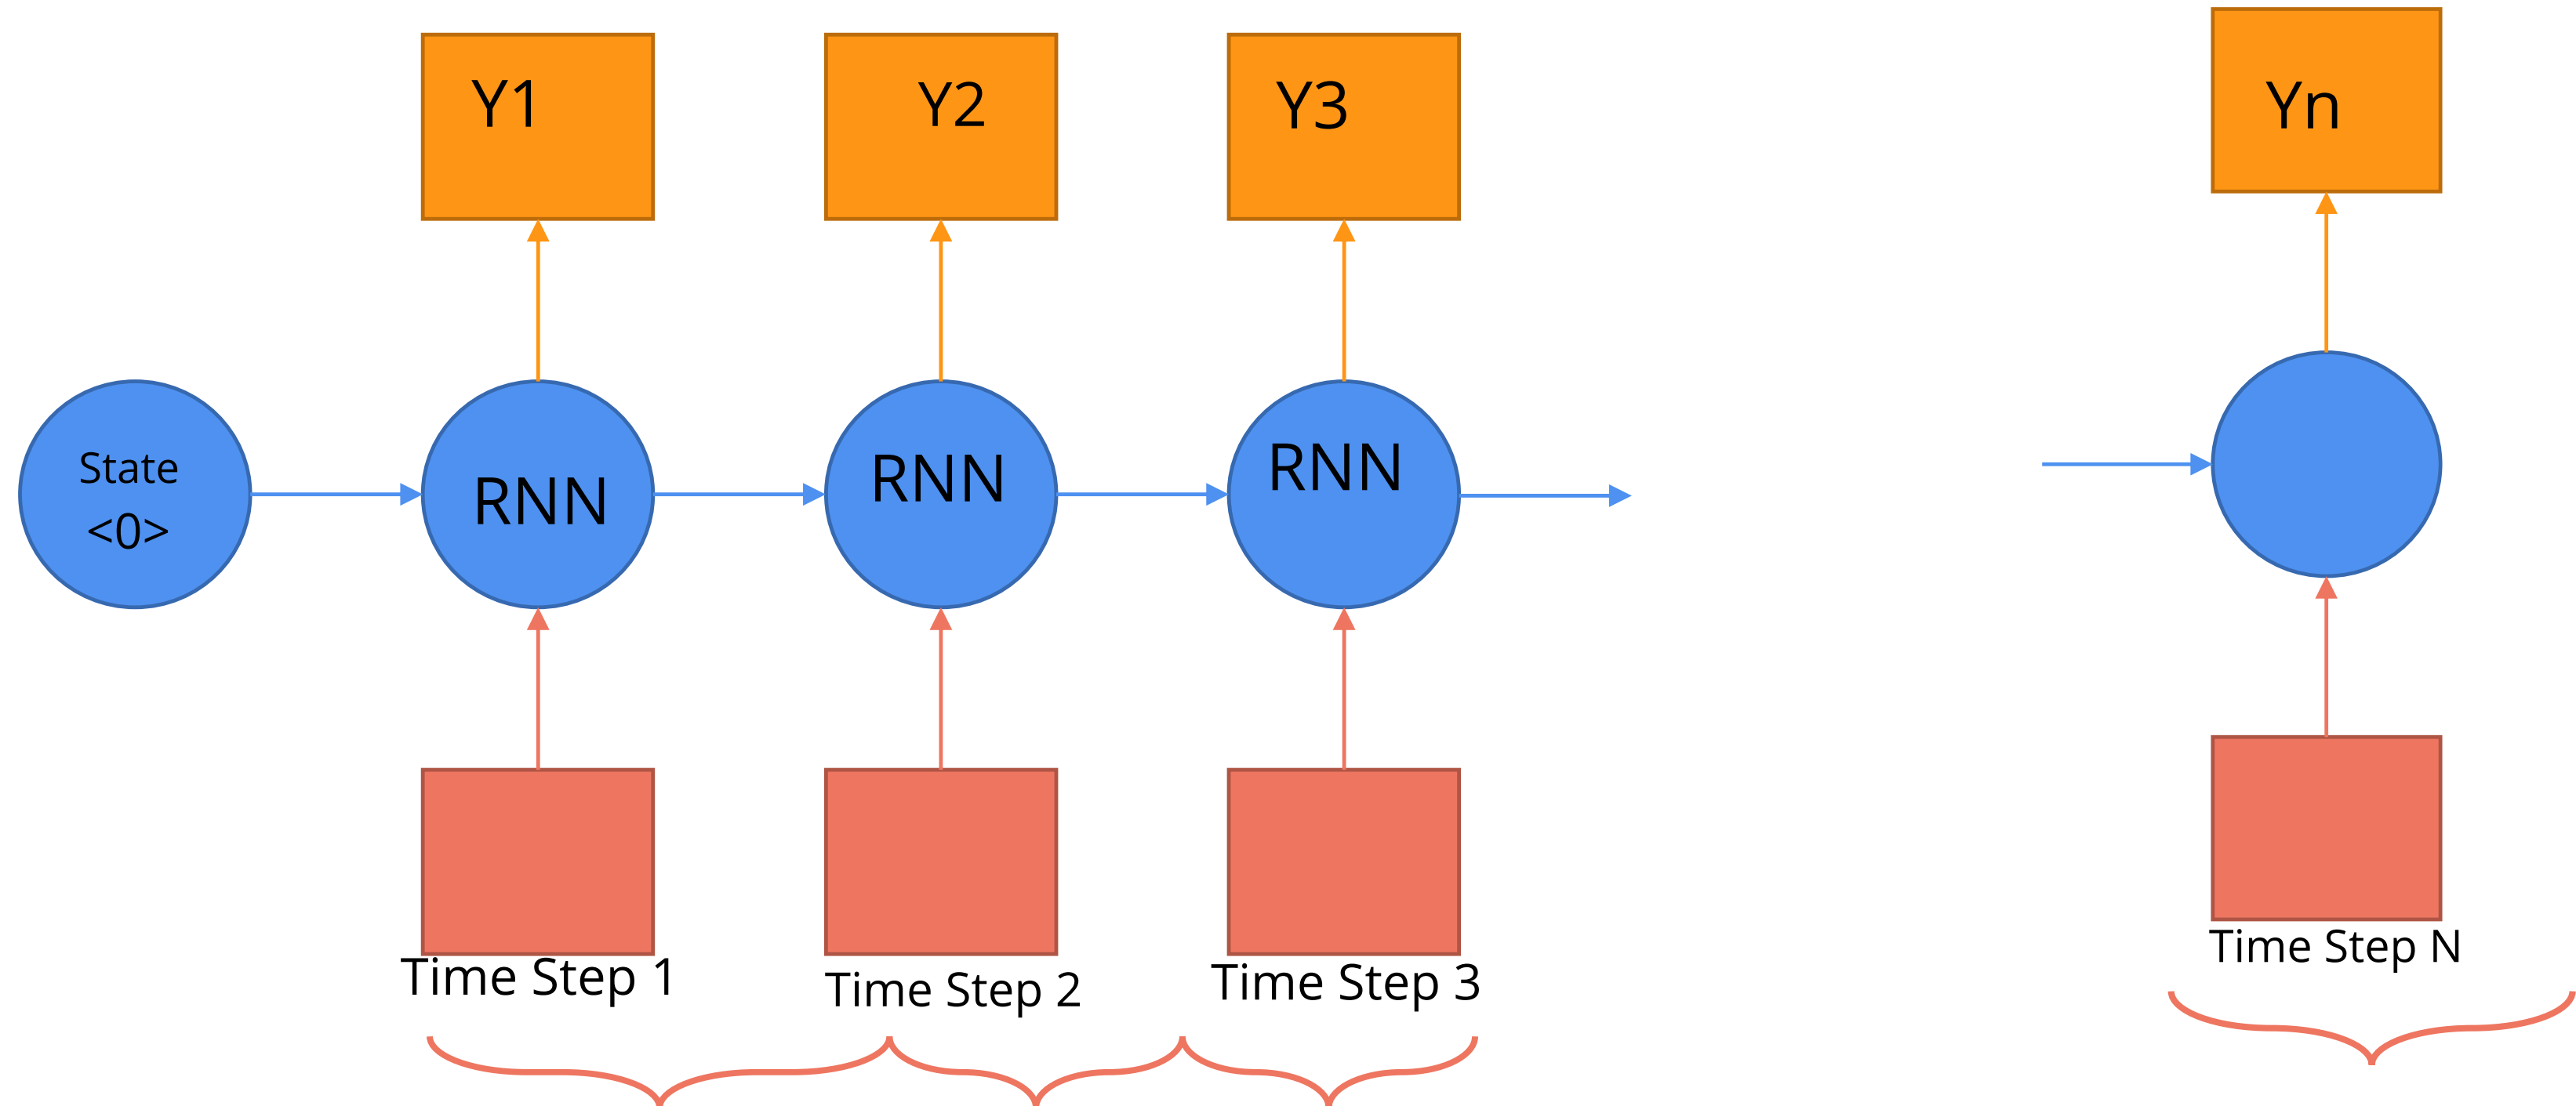 Y1
Y2
Y3
Yn
State
<0>
RNN
RNN
RNN
Time Step 1
Time Step 2
Time Step 3
Time Step N